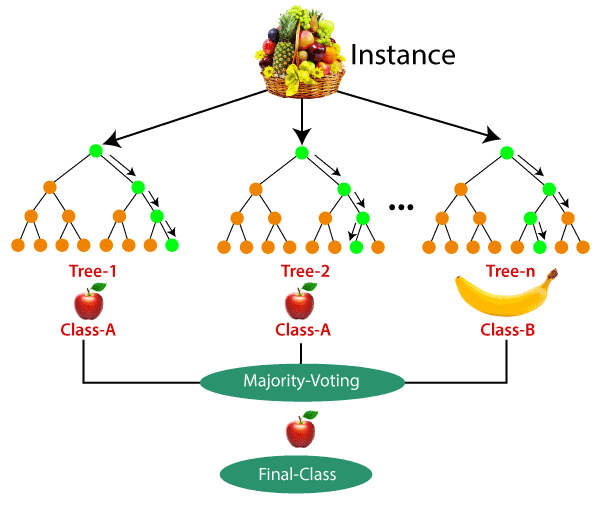 Instance
...
Tree-1
Tree-2
Tree-n
Class-A
Class-A
Class-B
Majority-Voting
Final-Class